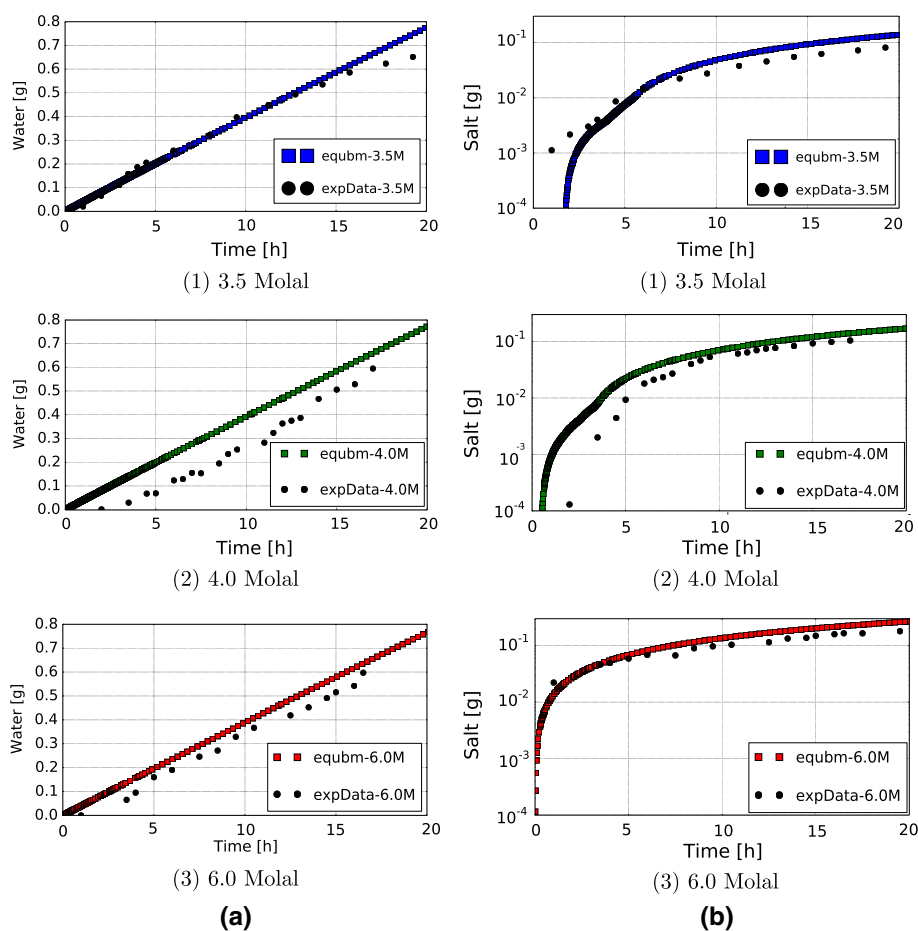 0.8
0.7
0.6
0.5
0.4
0.3
0.2
0.1
0.0
Water [g]
equbm-3.5M
expData-3.5M
0 5 10 15 20
Time [h]
(1) 3.5 Molal
10⁻¹
10⁻²
10⁻³
10⁻⁴
Salt [g]
equbm-3.5M
expData-3.5M
0 5 10 15 20
Time [h]
(1) 3.5 Molal
0.8
0.7
0.6
0.5
0.4
0.3
0.2
0.1
0.0
Water [g]
equbm-4.0M
expData-4.0M
0 5 10 15 20
Time [h]
(2) 4.0 Molal
10⁻¹
10⁻²
10⁻³
10⁻⁴
Salt [g]
equbm-4.0M
expData-4.0M
0 5 10 15 20
Time [h]
(2) 4.0 Molal
0.8
0.7
0.6
0.5
0.4
0.3
0.2
0.1
0.0
Water [g]
equbm-6.0M
expData-6.0M
0 5 10 15 20
Time [h]
(3) 6.0 Molal
10⁻¹
10⁻²
10⁻³
10⁻⁴
Salt [g]
equbm-6.0M
expData-6.0M
0 5 10 15 20
Time [h]
(3) 6.0 Molal
(a)
(b)